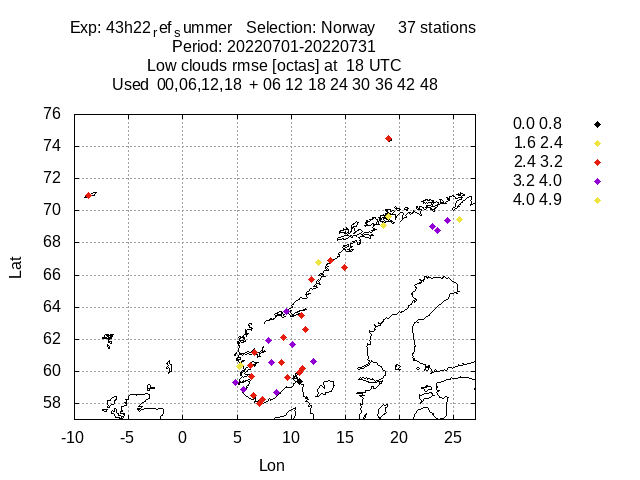 Exp: 43h22refsummer Selection: Norway 37 stations
Period: 20220701-20220731
Low clouds rmse [octas] at 18 UTC
Used 00,06,12,18 + 06 12 18 24 30 36 42 48
0.0 0.8
1.6 2.4
2.4 3.2
3.2 4.0
4.0 4.9
76
74
72
70
68
66
64
62
60
58
Lat
-10 -5 0 5 10 15 20 25
Lon